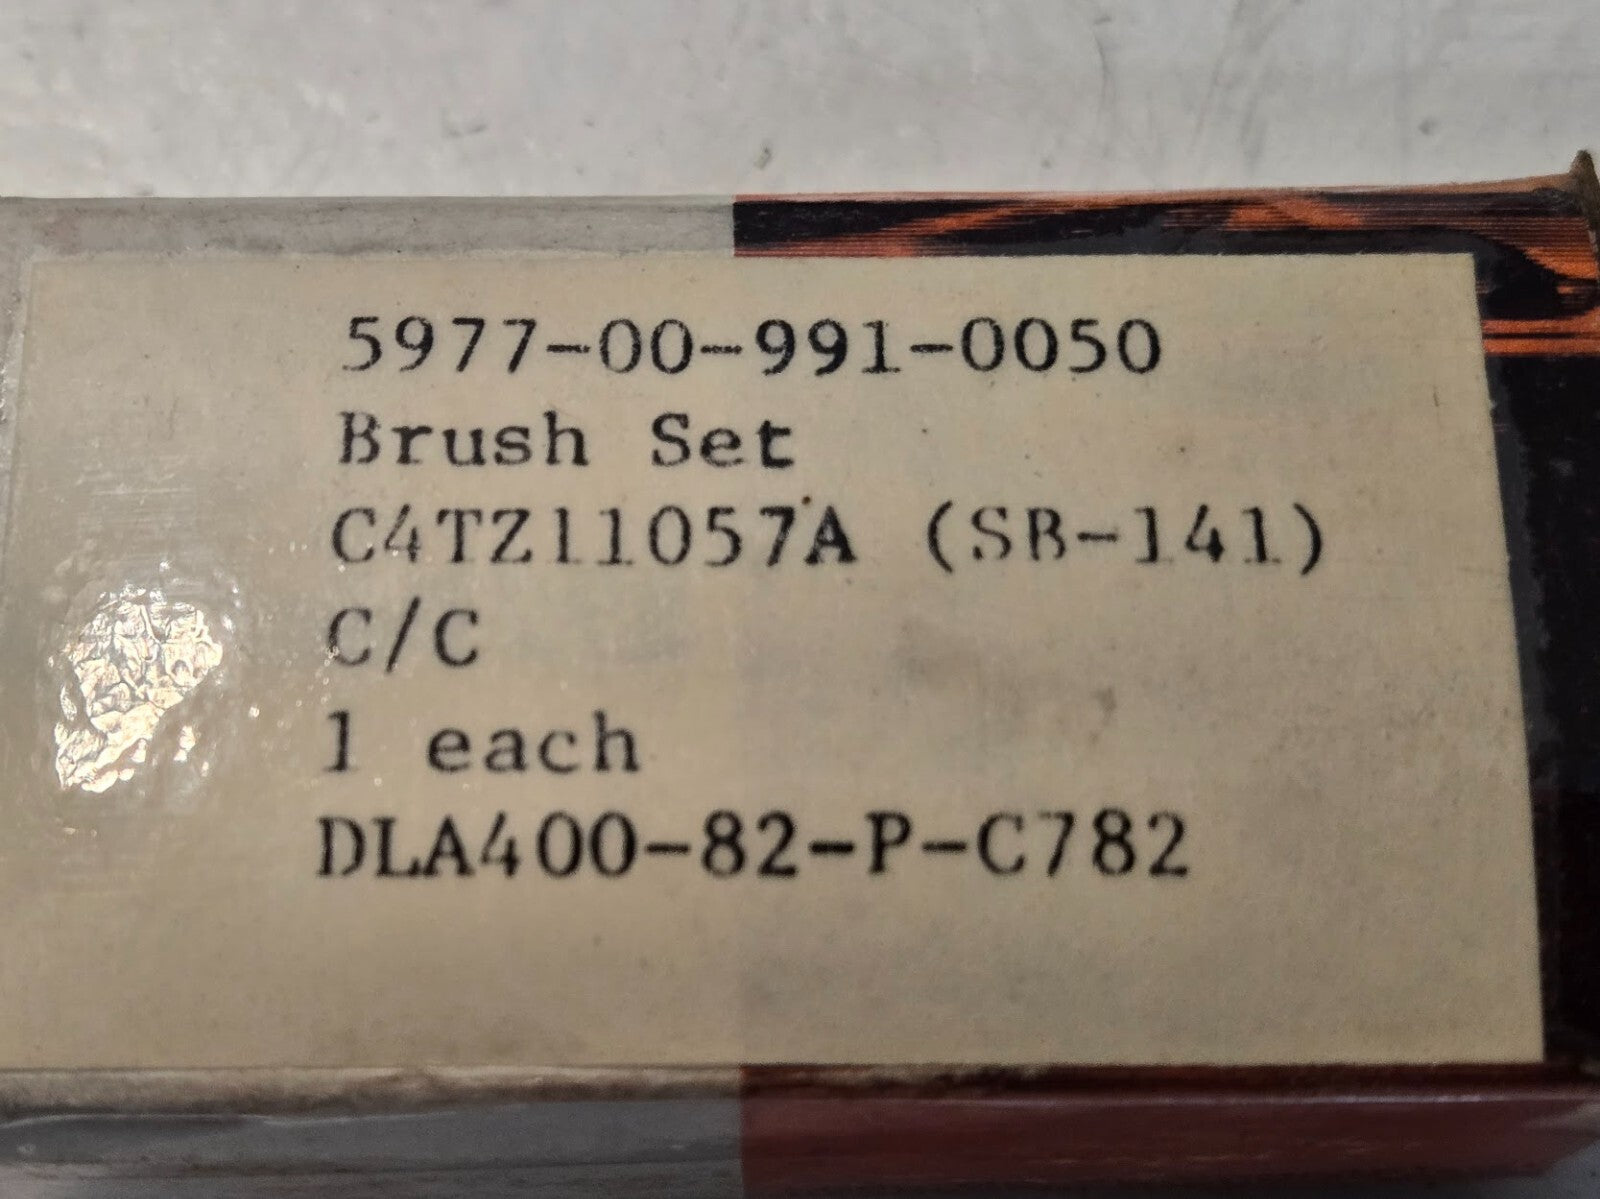 5977-00-991-0050
Brush Set
C4TZ11057A (SB-141)
C/C
1 each
DLA400-82-P-C782